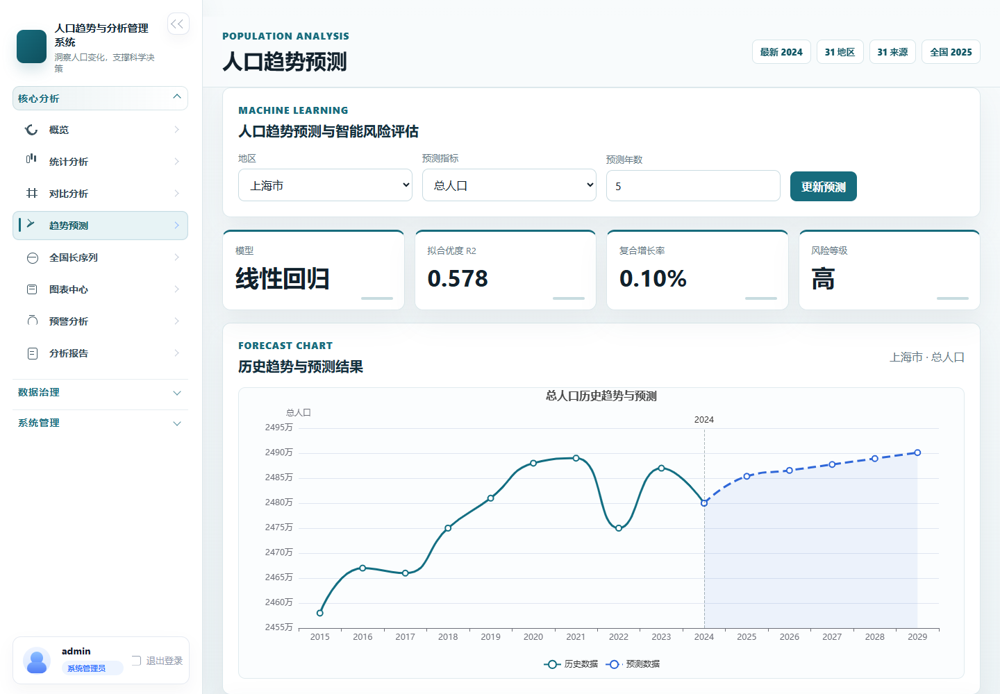 人口趋势与分析管理
系统
洞察人口变化，支撑科学决
策
核心分析
概览
统计分析
对比分析
趋势预测
全国长序列
图表中心
预警分析
分析报告
数据治理
系统管理
admin
系统管理员
退出登录
POPULATION ANALYSIS
人口趋势预测
最新 2024
31 地区
31 来源
全国 2025
MACHINE LEARNING
人口趋势预测与智能风险评估
地区
预测指标
预测年数
上海市
总人口
5
更新预测
模型
线性回归
拟合优度 R2
0.578
复合增长率
0.10%
风险等级
高
FORECAST CHART
历史趋势与预测结果
上海市 · 总人口
总人口历史趋势与预测
总人口
2024
2495万
2490万
2485万
2480万
2475万
2470万
2465万
2460万
2455万
2015 2016 2017 2018 2019 2020 2021 2022 2023 2024 2025 2026 2027 2028 2029
历史数据 预测数据